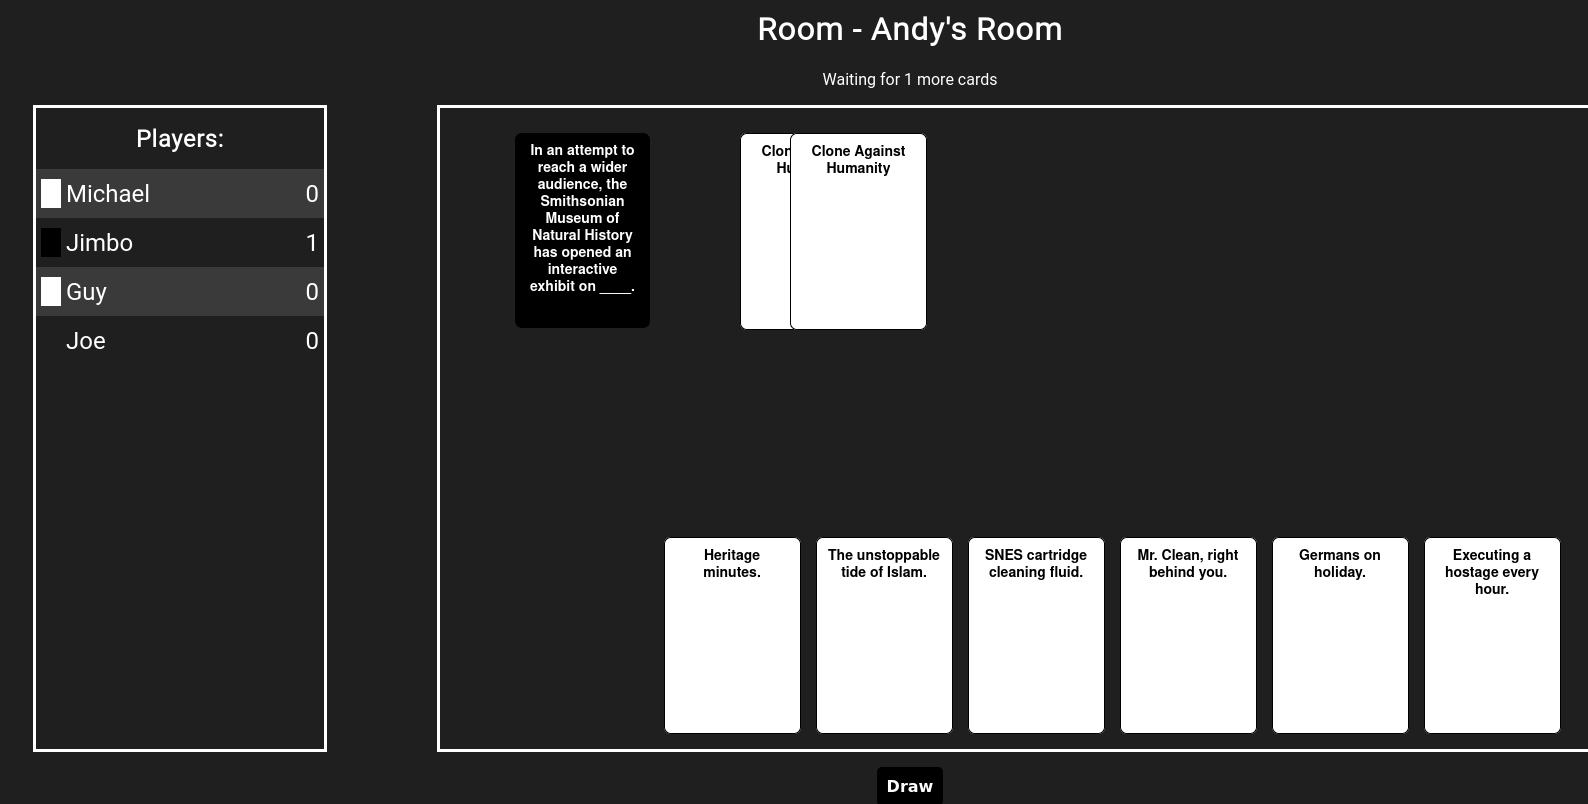 Room - Andy's Room
Waiting for 1 more cards
Players:
Michael 0
Jimbo 1
Guy 0
Joe 0
In an attempt to
reach a wider
audience, the
Smithsonian
Museum of
Natural History
has opened an
interactive
exhibit on ____.
Clon
Hu
Clone Against
Humanity
Heritage
minutes.
The unstoppable
tide of Islam.
SNES cartridge
cleaning fluid.
Mr. Clean, right
behind you.
Germans on
holiday.
Executing a
hostage every
hour.
Draw